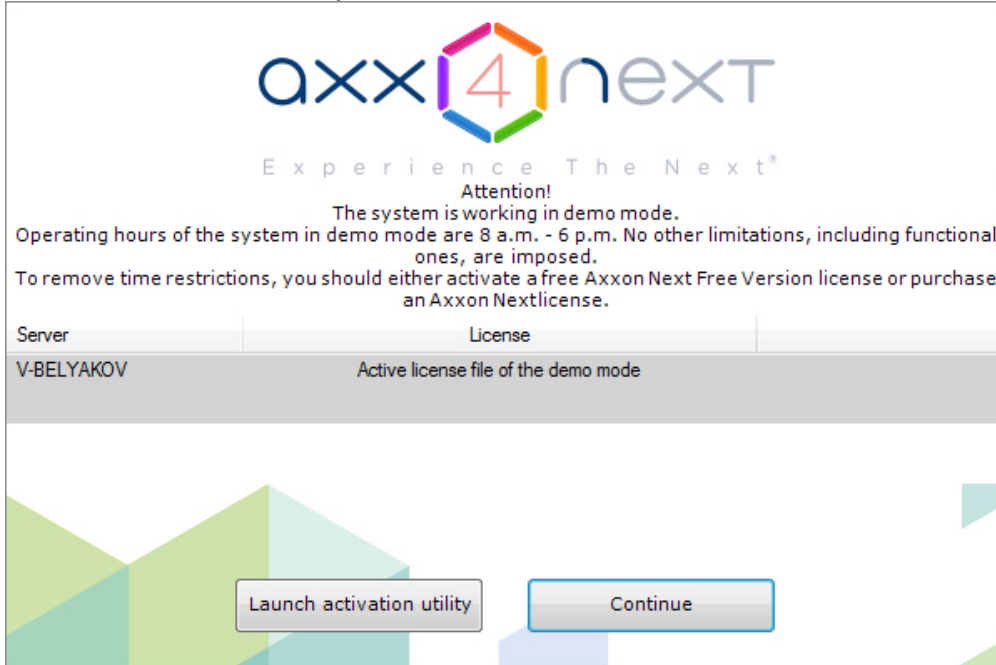 axx4next
Experience The Next®
Attention!
The system is working in demo mode.
Operating hours of the system in demo mode are 8 a.m. - 6 p.m. No other limitations, including functional
ones, are imposed.
To remove time restrictions, you should either activate a free Axxon Next Free Version license or purchase
an Axxon Nextlicense.
Server License
V-BELYAKOV Active license file of the demo mode
Launch activation utility Continue